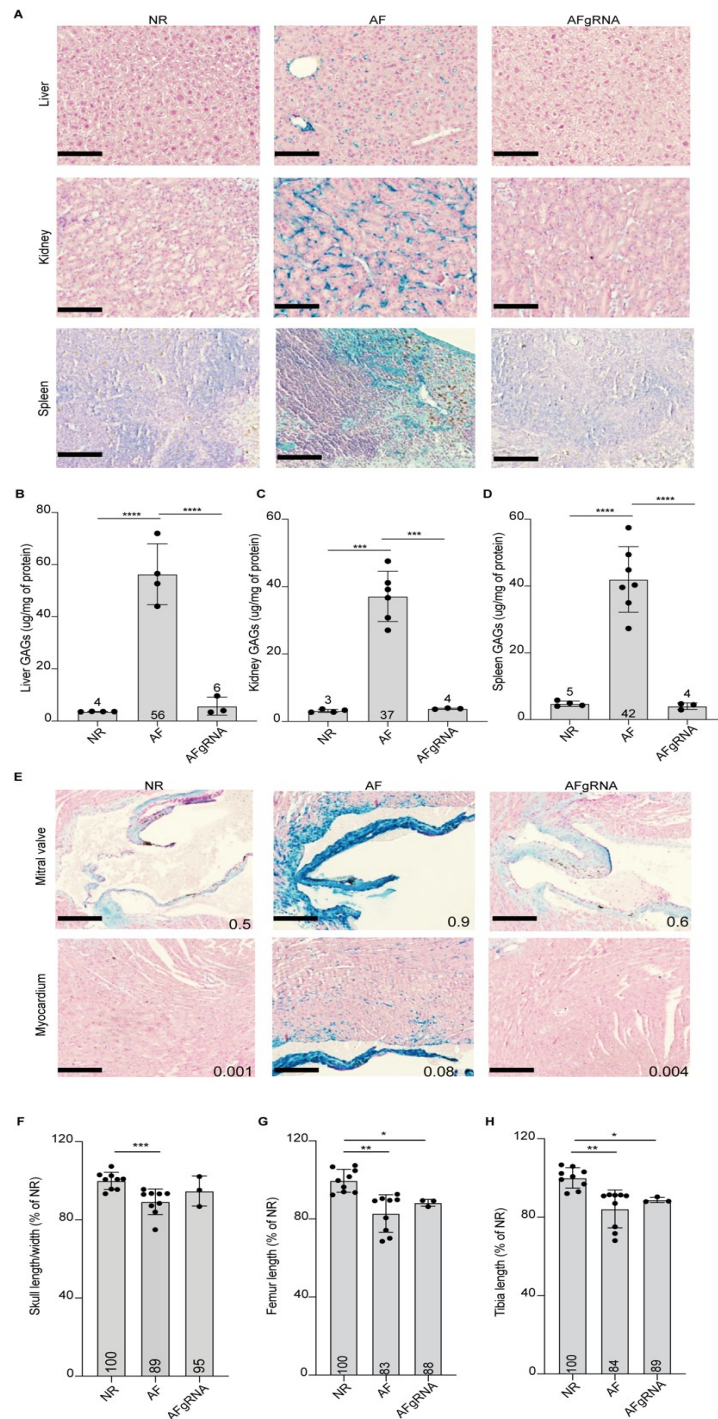 A
NR AF AFgRNA
Liver
Kidney
Spleen
B
****
****
Liver GAGs (ug/mg of protein)
80
60
40
20
0
4
56
6
NR AF AFgRNA
C
***
***
Kidney GAGs (ug/mg of protein)
60
40
20
0
3
37
4
NR AF AFgRNA
D
****
****
Spleen GAGs (ug/mg of protein)
60
40
20
0
5
42
4
NR AF AFgRNA
E
NR AF AFgRNA
Mitral valve
0.5 0.9 0.6
Myocardium
0.001 0.08 0.004
F
***
Skull length/width (% of NR)
120
80
40
0
100
89
95
NR AF AFgRNA
G
*
**
Femur length (% of NR)
120
80
40
0
100
83
88
NR AF AFgRNA
H
*
**
Tibia length (% of NR)
120
80
40
0
100
84
89
NR AF AFgRNA